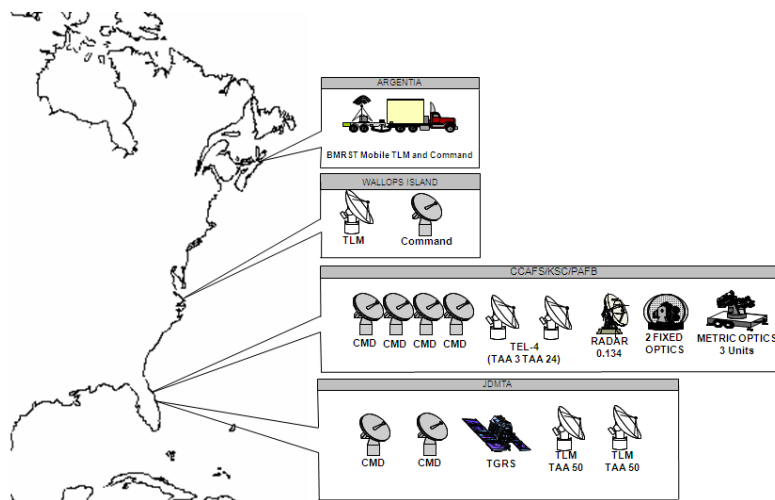 ARGENTIA
BMRST Mobile TLM and Command
WALLOPS ISLAND
TLM
Command
CCAFS/KSC/PAFB
CMD
CMD
CMD
CMD
TEL-4
(TAA 3 TAA 24)
RADAR
0.134
2 FIXED
OPTICS
METRIC OPTICS
3 Units
JDMTA
CMD
CMD
TGRS
TLM
TAA 50
TLM
TAA 50